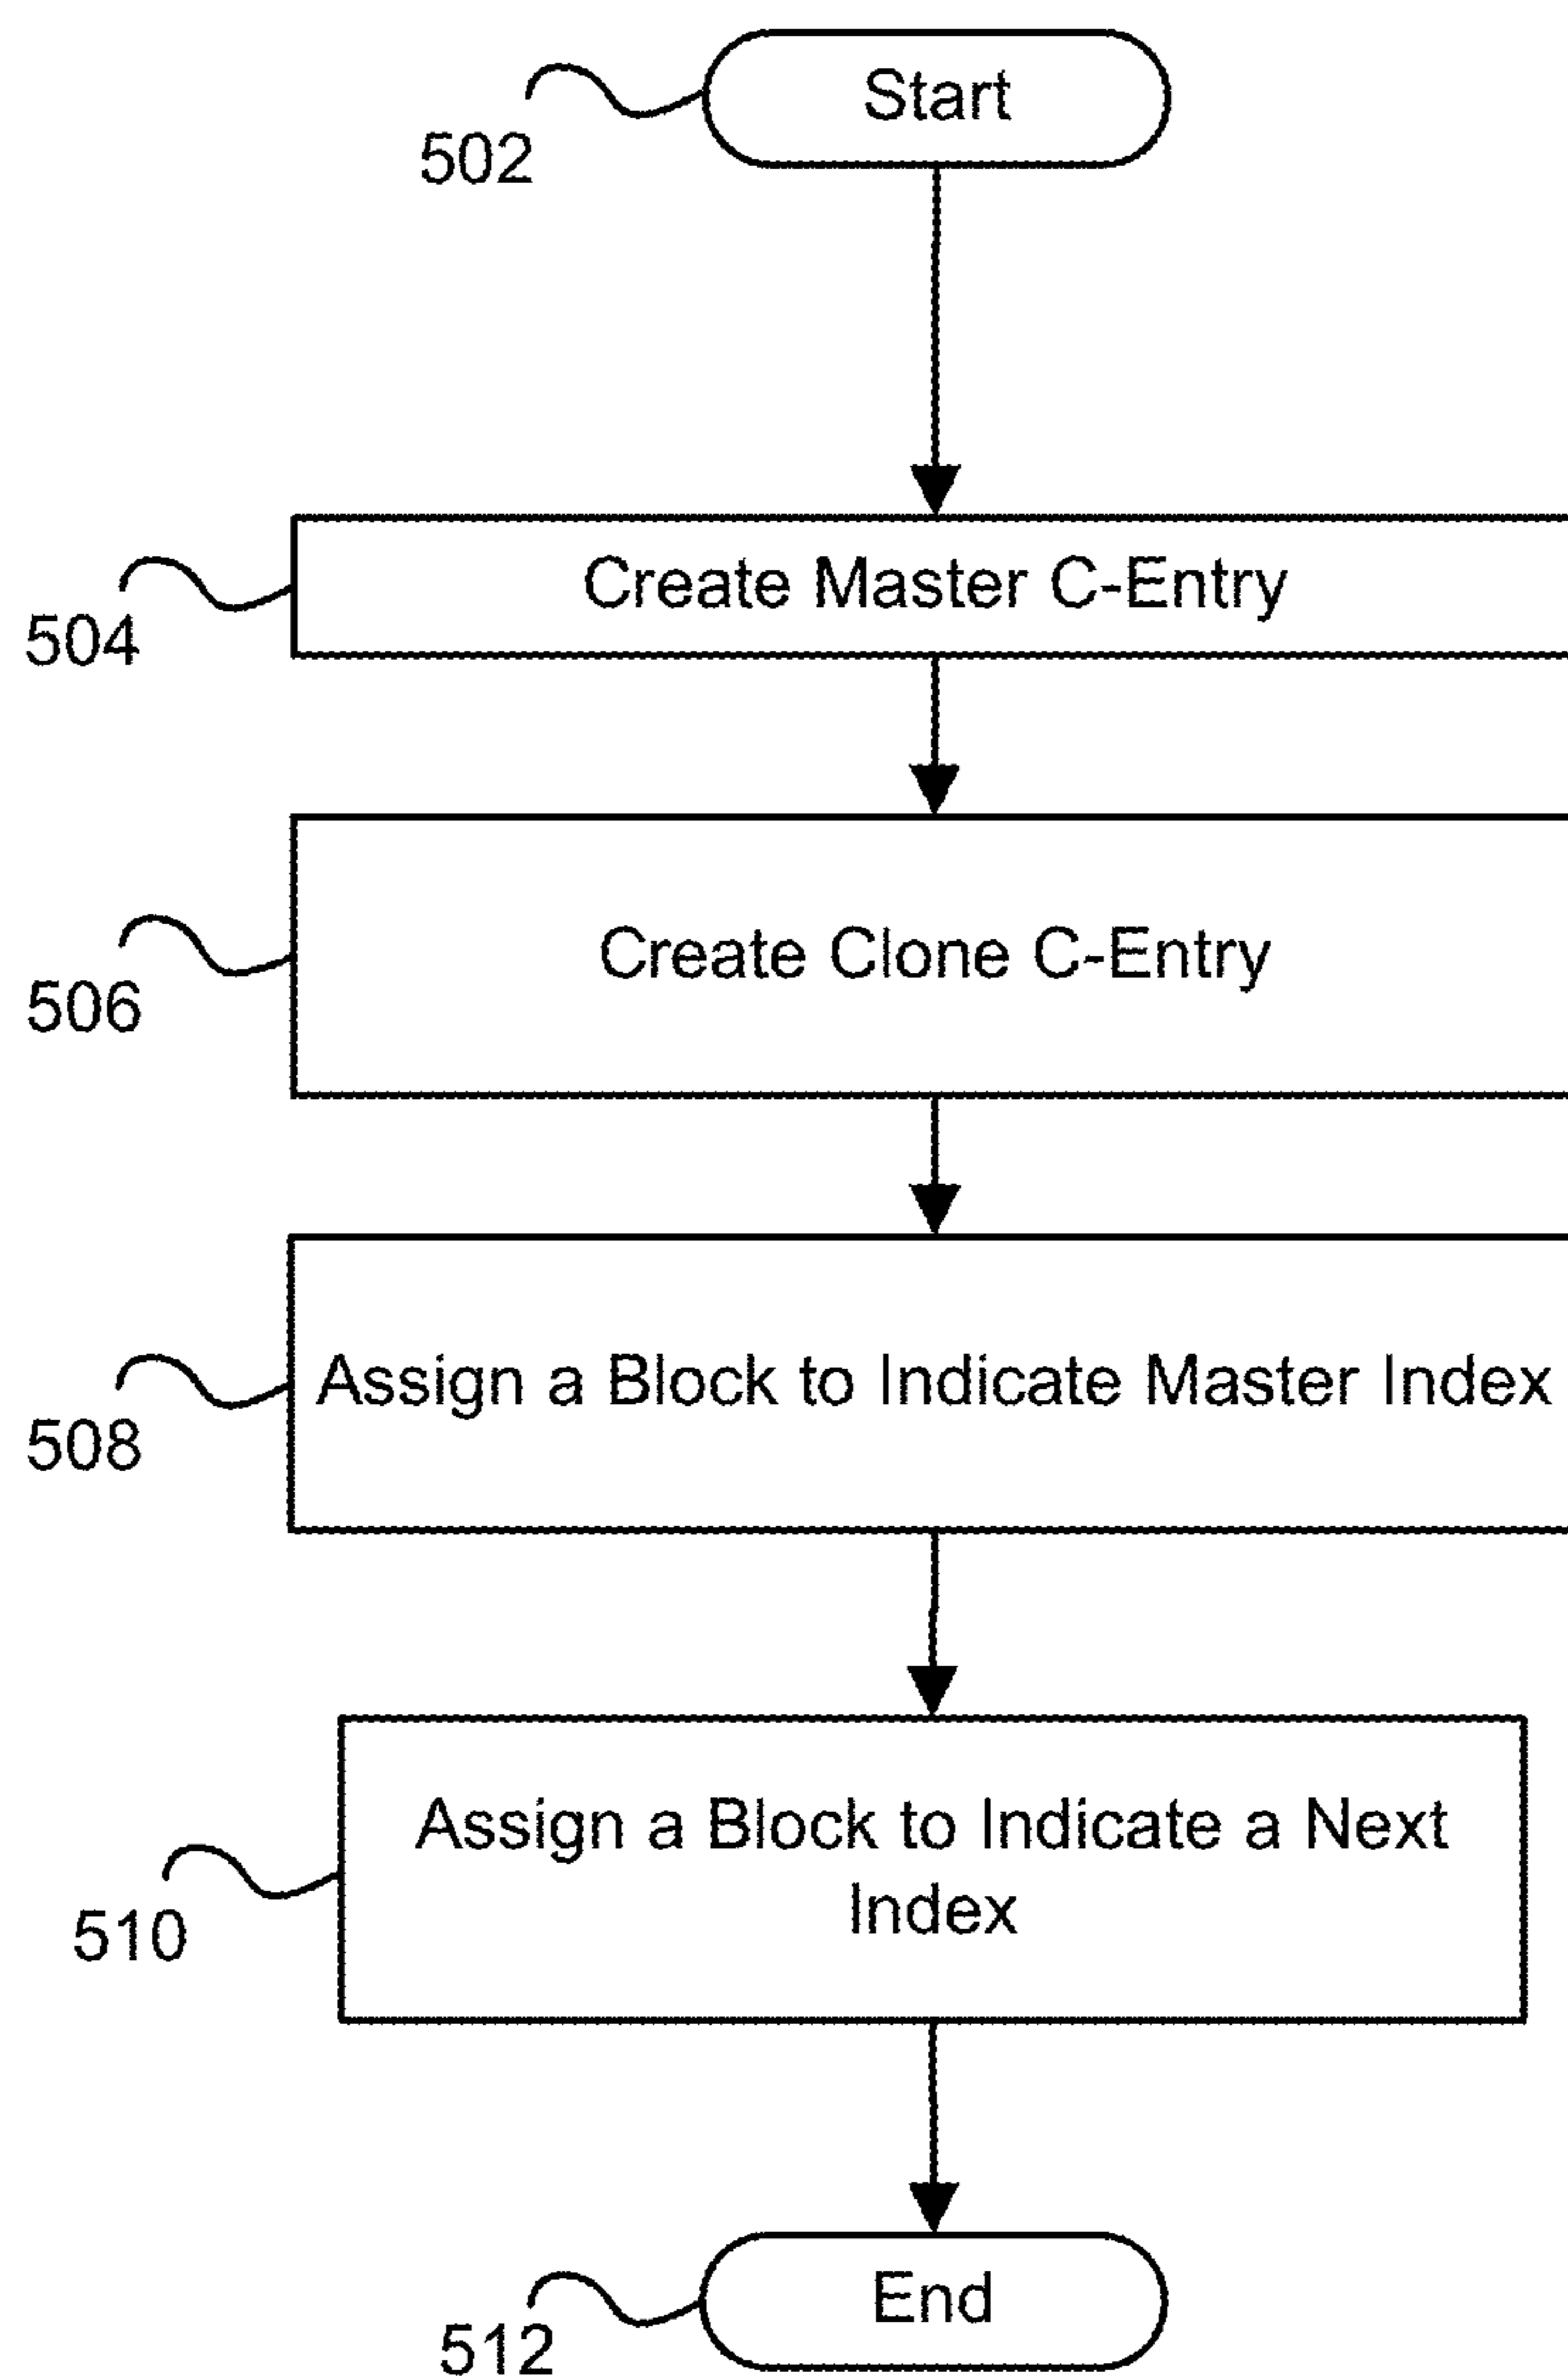 Start
502
Create Master C-Entry
504
Create Clone C-Entry
506
Assign a Block to Indicate Master Index
508
Assign a Block to Indicate a Next
Index
510
End
512